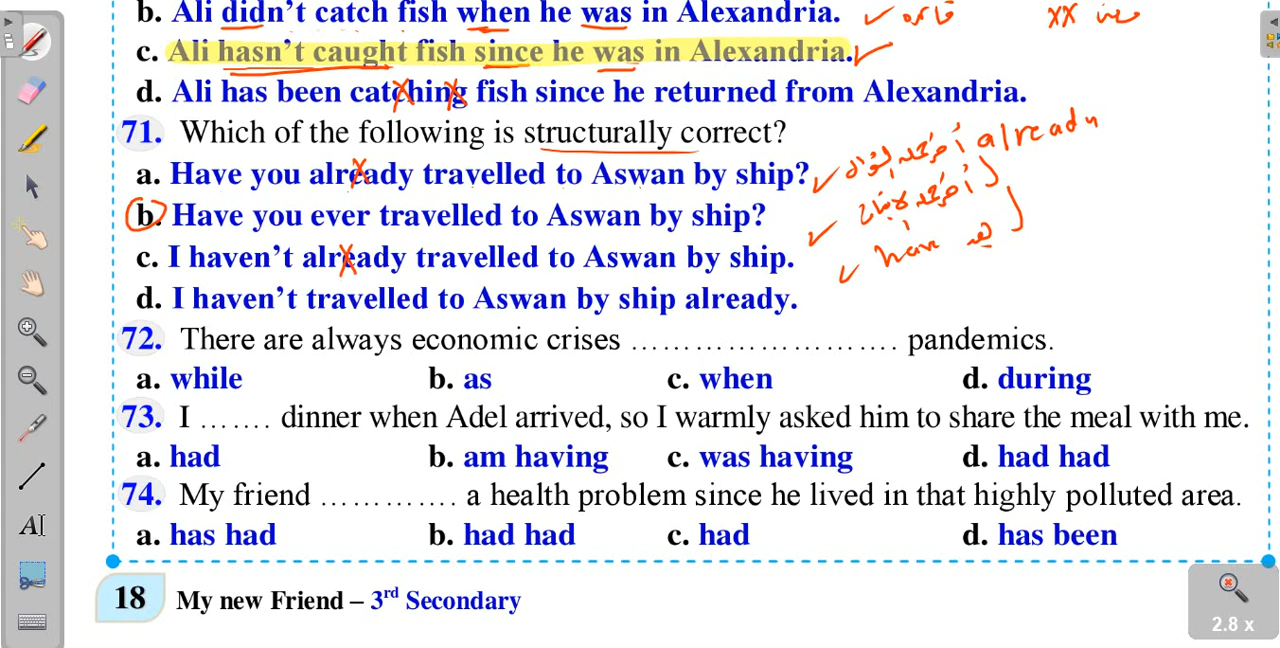 b. Ali didn't catch fish when he was in Alexandria.
c. Ali hasn't caught fish since he was in Alexandria.
d. Ali has been catching fish since he returned from Alexandria.
71. Which of the following is structurally correct?
already
a. Have you already travelled to Aswan by ship?
b. Have you ever travelled to Aswan by ship?
have
c. I haven't already travelled to Aswan by ship.
d. I haven't travelled to Aswan by ship already.
72. There are always economic crises ........................ pandemics.
a. while b. as c. when d. during
73. I ....... dinner when Adel arrived, so I warmly asked him to share the meal with me.
a. had b. am having c. was having d. had had
74. My friend ............. a health problem since he lived in that highly polluted area.
a. has had b. had had c. had d. has been
18 My new Friend – 3rd Secondary
2.8 x